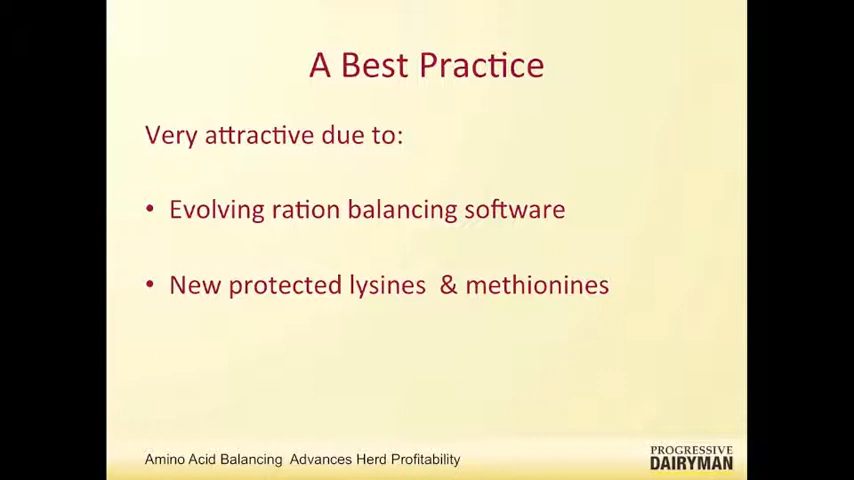 A Best Practice
Very attractive due to:
• Evolving ration balancing software
• New protected lysines & methionines
Amino Acid Balancing Advances Herd Profitability
PROGRESSIVE
DAIRYMAN